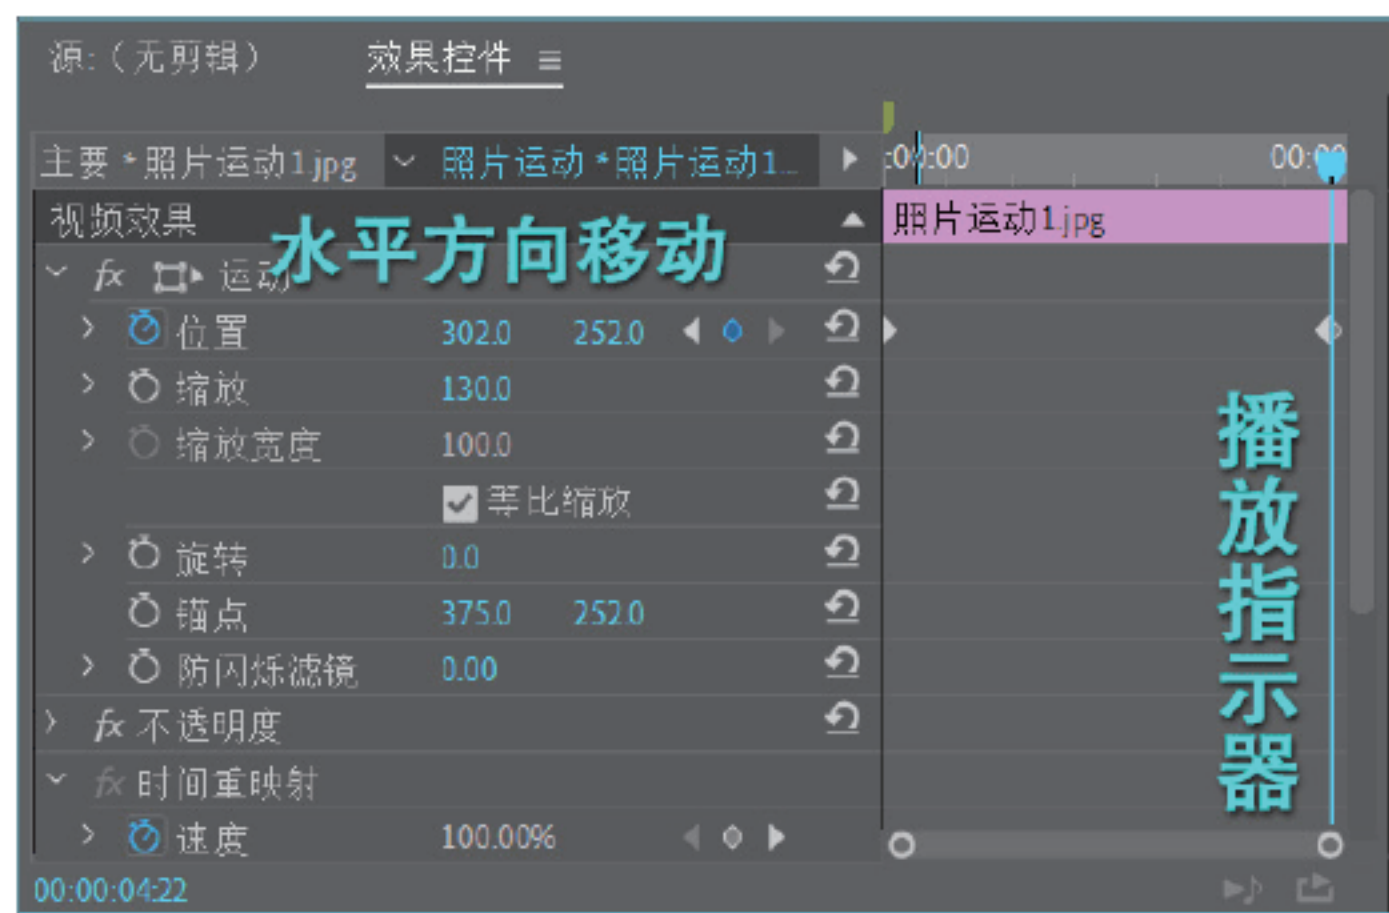 源:（无剪辑）	效果控件
主要 * 照片运动1.jpg	照片运动 * 照片运动1...	:00:00	00:00
视频效果	照片运动1.jpg
水平方向移动
fx 运动
位置	302.0	252.0
缩放	130.0
缩放宽度	100.0
等比缩放
旋转	0.0
锚点	375.0	252.0
防闪烁滤镜	0.00
fx 不透明度
fx 时间重映射
速度	100.00%
播放指示器
00:00:04:22